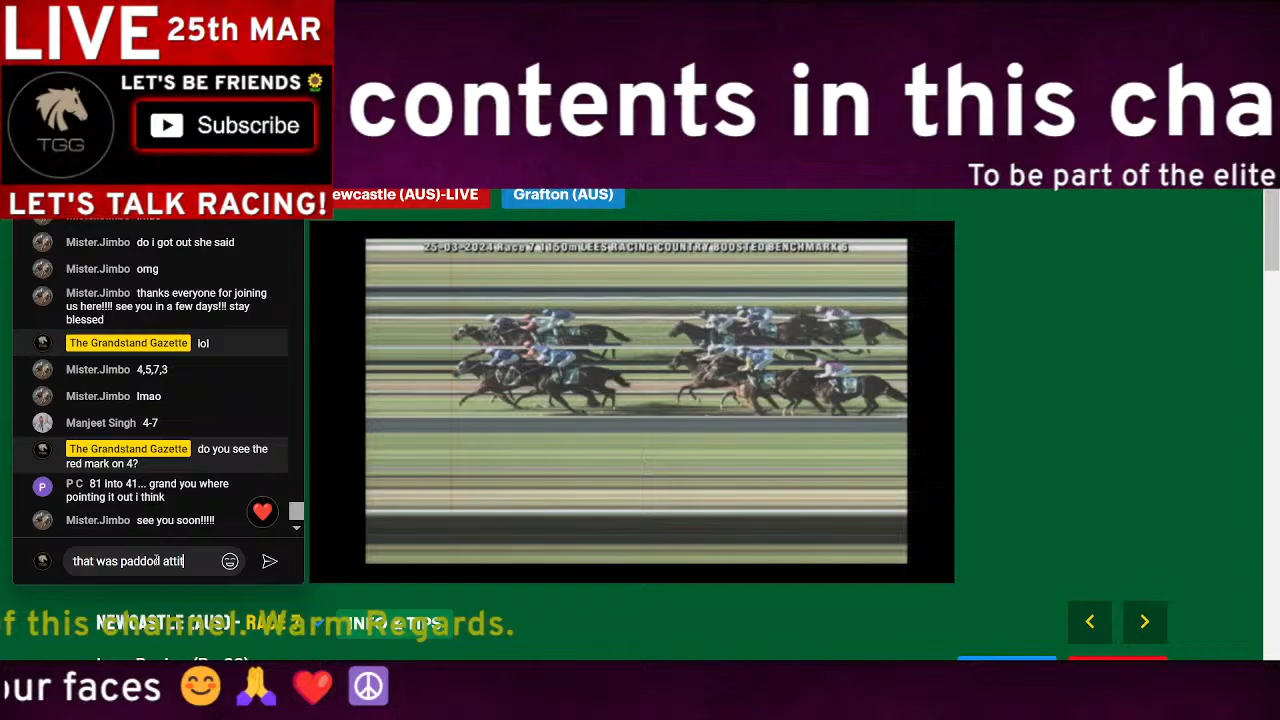 LIVE 25th MAR
LET'S BE FRIENDS 🌻
Subscribe
TGG
LET'S TALK RACING!
contents in this cha
To be part of the elite
ewcastle (AUS)-LIVE
Grafton (AUS)
Mister.Jimbo do i got out she said
Mister.Jimbo omg
Mister.Jimbo thanks everyone for joining
us here!!!! see you in a few days!!! stay
blessed
The Grandstand Gazette lol
Mister.Jimbo 4,5,7,3
Mister.Jimbo lmao
Manjeet Singh 4-7
The Grandstand Gazette do you see the
red mark on 4?
P C 81 into 41... grand you where
pointing it out i think
Mister.Jimbo see you soon!!!!!
25-03-2024 Race 7 1150m LEES RACING COUNTRY BOOSTED BENCHMARK 6
NEWCASTLE (AUS) - RACE 7
INFO & TIPS
f this channel. Warm Regards.
our faces 😊 🙏 ❤️ ☮️